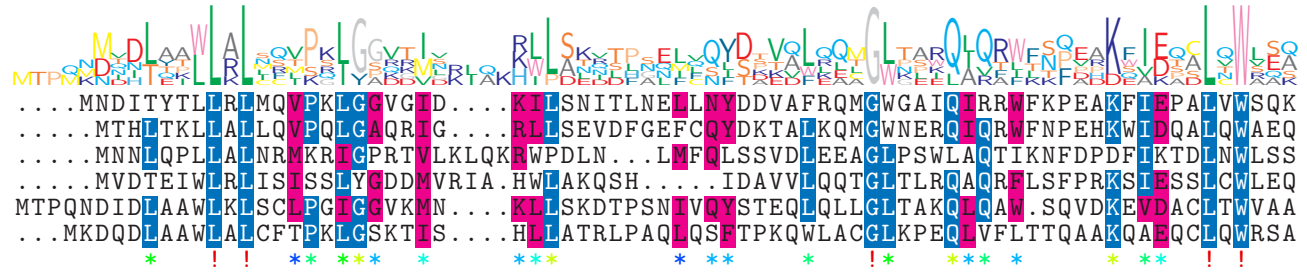 ....MNDITYTLLRLMQVPKLGGVGID....KILSNITLNELLNYDDVAFRQMGWGAIQIRRWFKPEAKFIEPALVWSQK
.....MTHLTKLLALLQVPQLGAQRIG....RLLSEVDFGEFCQYDKTALKQMGWNERQIQRWFNPEHKWIDQALQWAEQ
.....MNNLQPLLALNRMKRIGPRTVLKLQKRWPDLN...LMFQLSSVDLEEAGLPSWLAQTIKNFDPDFIKTDLNWLSS
.....MVDTEIWLRLISISSLYGDDMVRIA.HWLAKQSH.....IDAVVLQQTGLTLRQAQRFLSFPRKSIESSLCWLEQ
MTPQNDIDLAAWLKLSCLPGIGGVKMN....KLLSKDTPSNIVQYSTEQLQLLGLTAKQLQAW.SQVDKEVDACLTWVAA
...MKDQDLAAWLALCFTPKLGSKTIS....HLLATRLPAQLQSFTPKQWLACGLKPEQLVFLTTQAAKQAEQCLQWRSA
* ! ! * * * * * * * * * * * * * ! * * * * * * * ! !